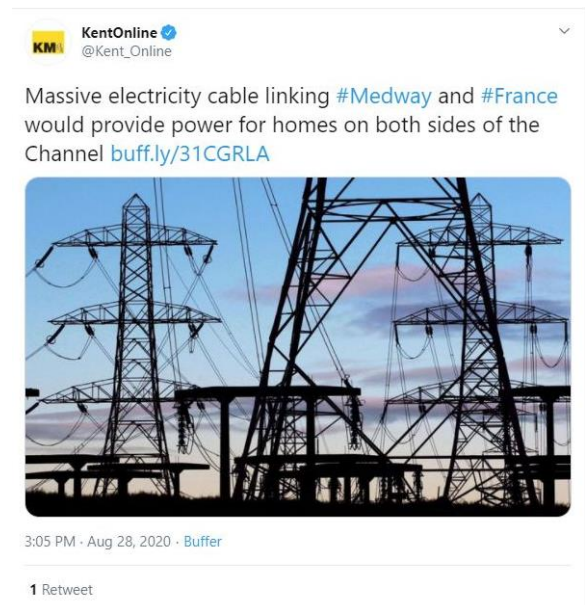 KM
KentOnline
@Kent_Online
Massive electricity cable linking #Medway and #France
would provide power for homes on both sides of the
Channel buff.ly/31CGRLA
3:05 PM · Aug 28, 2020 · Buffer
1 Retweet